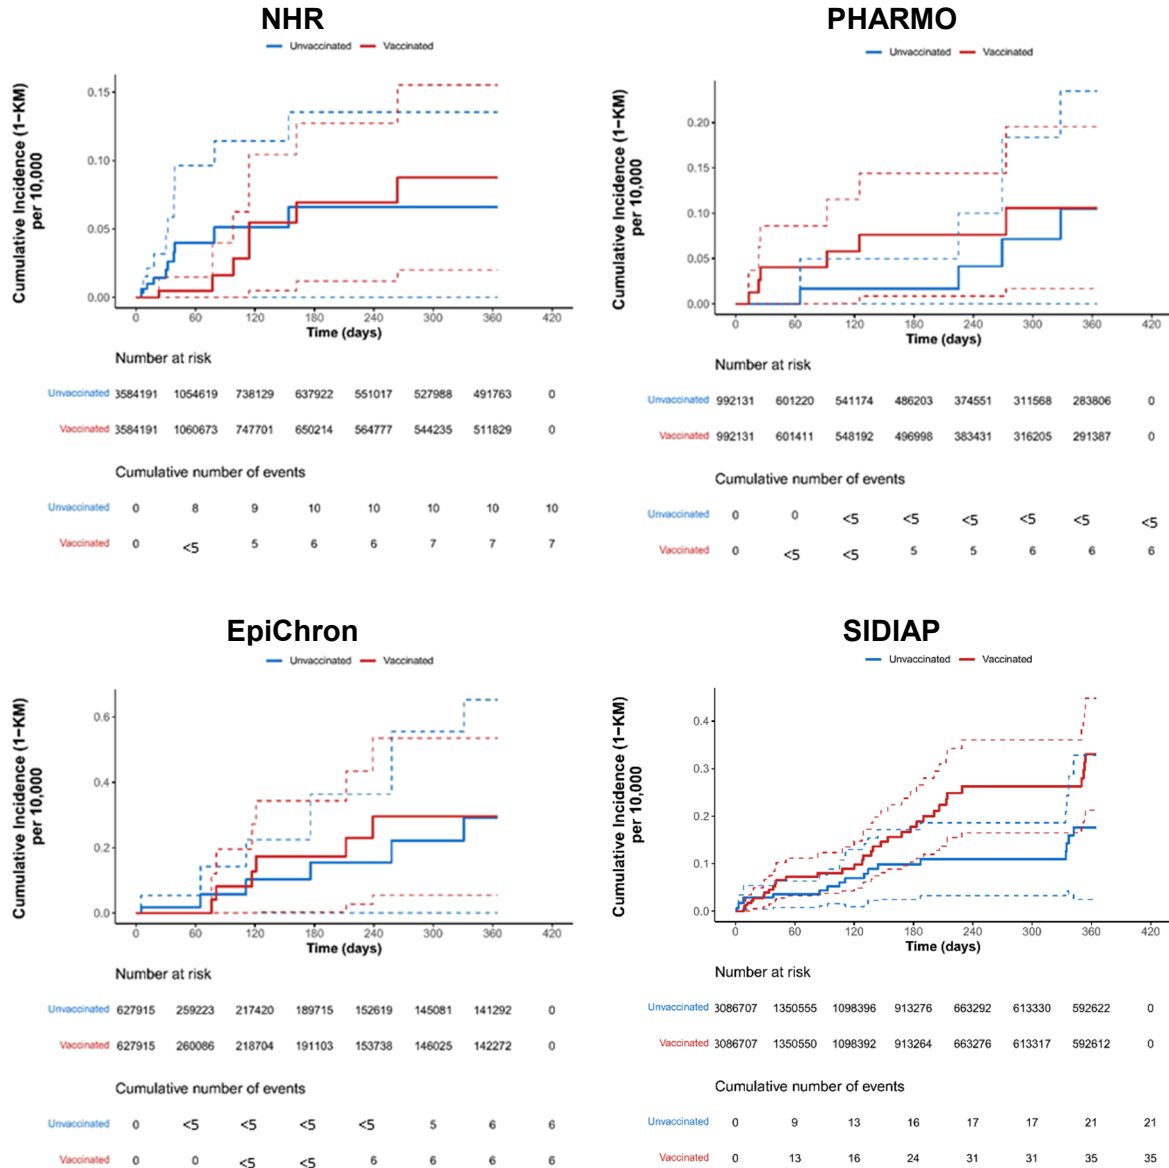 NHR
Unvaccinated Vaccinated
Cumulative Incidence (1−KM)
per 10,000
0.15
0.10
0.05
0.00
0 60 120 180 240 300 360 420
Time (days)
Number at risk
Unvaccinated 3584191 1054619 738129 637922 551017 527988 491763 0
Vaccinated 3584191 1060673 747701 650214 564777 544235 511829 0
Cumulative number of events
Unvaccinated 0 8 9 10 10 10 10 10
Vaccinated 0 <5 5 6 6 7 7 7
PHARMO
Unvaccinated Vaccinated
Cumulative Incidence (1−KM)
per 10,000
0.20
0.15
0.10
0.05
0.00
0 60 120 180 240 300 360 420
Time (days)
Number at risk
Unvaccinated 992131 601220 541174 486203 374551 311568 283806 0
Vaccinated 992131 601411 548192 496998 383431 316205 291387 0
Cumulative number of events
Unvaccinated 0 0 <5 <5 <5 <5 <5 <5
Vaccinated 0 <5 <5 5 5 6 6 6
EpiChron
Unvaccinated Vaccinated
Cumulative Incidence (1−KM)
per 10,000
0.6
0.4
0.2
0.0
0 60 120 180 240 300 360 420
Time (days)
Number at risk
Unvaccinated 627915 259223 217420 189715 152619 145081 141292 0
Vaccinated 627915 260086 218704 191103 153738 146025 142272 0
Cumulative number of events
Unvaccinated 0 <5 <5 <5 <5 5 6 6
Vaccinated 0 0 <5 <5 6 6 6 6
SIDIAP
Unvaccinated Vaccinated
Cumulative Incidence (1−KM)
per 10,000
0.4
0.3
0.2
0.1
0.0
0 60 120 180 240 300 360 420
Time (days)
Number at risk
Unvaccinated 3086707 1350555 1098396 913276 663292 613330 592622 0
Vaccinated 3086707 1350550 1098392 913264 663276 613317 592612 0
Cumulative number of events
Unvaccinated 0 9 13 16 17 17 21 21
Vaccinated 0 13 16 24 31 31 35 35